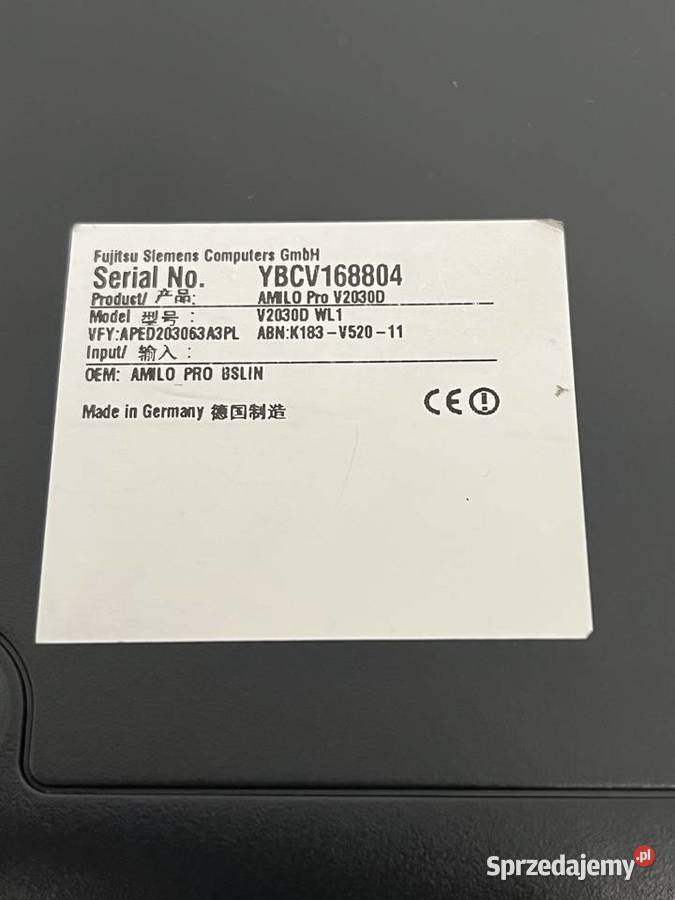 Fujitsu Siemens Computers GmbH
Serial No. YBCV168804
Product/ 产品: AMILO Pro V2030D
Model 型号 : V2030D WL1
VFY:APED203063A3PL ABN:K183-V520-11
Input/ 输入 :
OEM: AMILO PRO BSLIN
Made in Germany 德国制造 CE
Sprzedajemy.pl